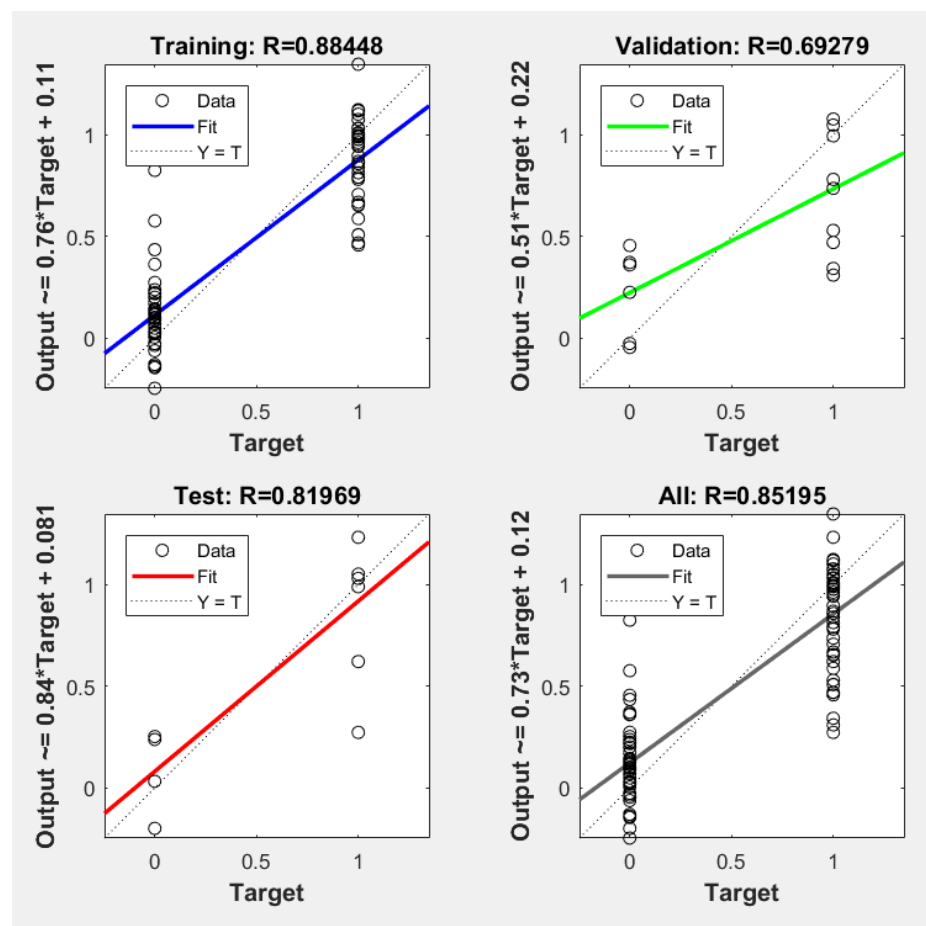 Training: R=0.88448
Output ~= 0.76*Target + 0.11
Data
Fit
Y = T
1
0.5
0
0
0.5
1
Target
Validation: R=0.69279
Output ~= 0.51*Target + 0.22
Data
Fit
Y = T
1
0.5
0
0
0.5
1
Target
Test: R=0.81969
Output ~= 0.84*Target + 0.081
Data
Fit
Y = T
1
0.5
0
0
0.5
1
Target
All: R=0.85195
Output ~= 0.73*Target + 0.12
Data
Fit
Y = T
1
0.5
0
0
0.5
1
Target